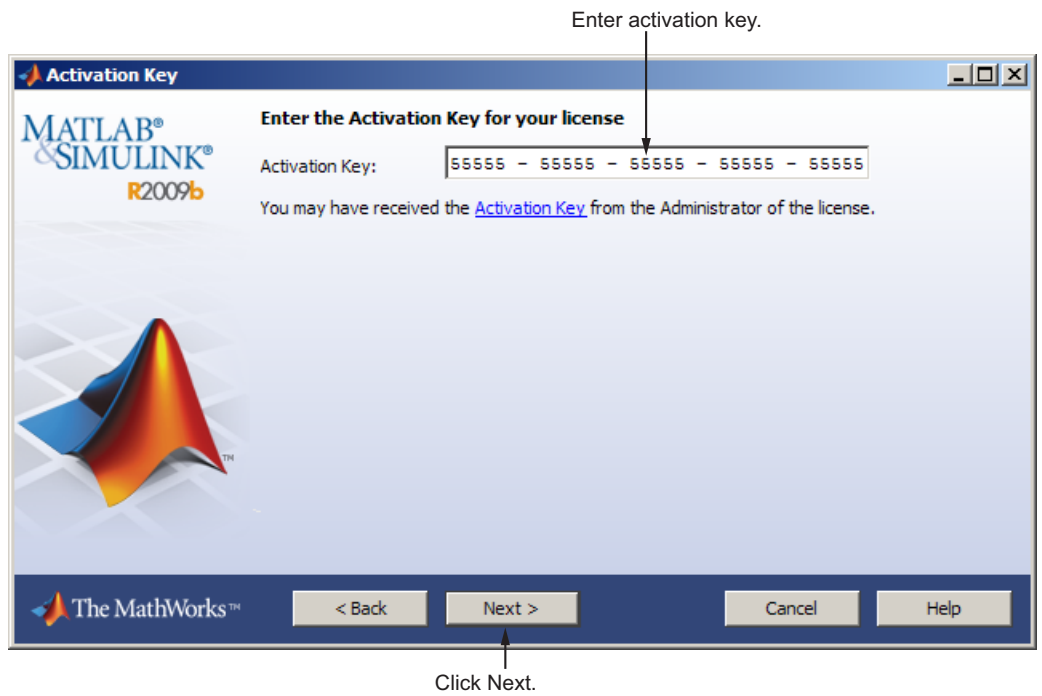 Enter activation key.
Activation Key
MATLAB®
&SIMULINK®
R2009b
Enter the Activation Key for your license
Activation Key: 55555 - 55555 - 55555 - 55555 - 55555
You may have received the Activation Key from the Administrator of the license.
TM
The MathWorks™
< Back
Next >
Cancel
Help
Click Next.